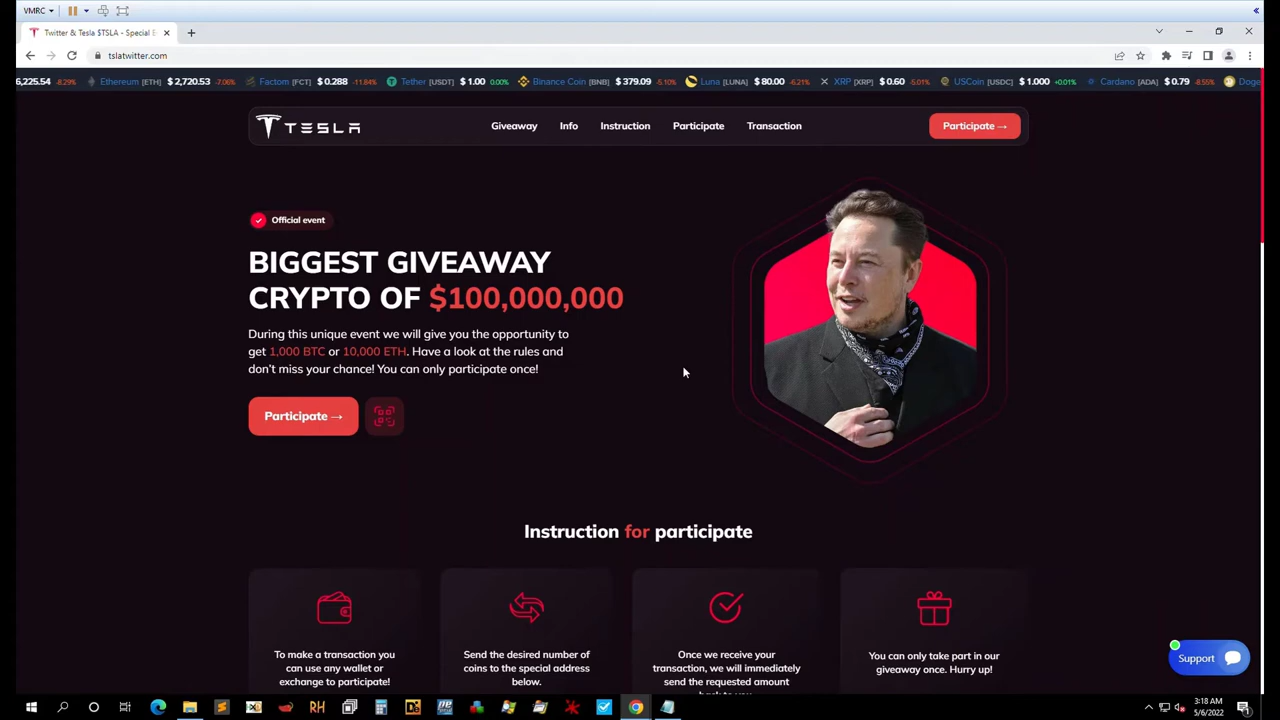 VMRC
Twitter & Tesla $TSLA - Special E
tslatwitter.com
6,225.54 -8.29% Ethereum [ETH] $ 2,720.53 -7.06% Factom [FCT] $ 0.288 -11.84% Tether [USDT] $ 1.00 0.00% Binance Coin [BNB] $ 379.09 -5.10% Luna [LUNA] $ 80.00 -6.21% XRP [XRP] $ 0.60 -5.01% USCoin [USDC] $ 1.000 +0.01% Cardano [ADA] $ 0.79 -8.55% Doge
TESLA Giveaway Info Instruction Participate Transaction Participate →
Official event
BIGGEST GIVEAWAY
CRYPTO OF $100,000,000
During this unique event we will give you the opportunity to
get 1,000 BTC or 10,000 ETH. Have a look at the rules and
don't miss your chance! You can only participate once!
Participate →
Instruction for participate
To make a transaction you
can use any wallet or
exchange to participate!
Send the desired number of
coins to the special address
below.
Once we receive your
transaction, we will immediately
send the requested amount
back to you.
You can only take part in our
giveaway once. Hurry up!
Support
RH
3:18 AM
5/6/2022